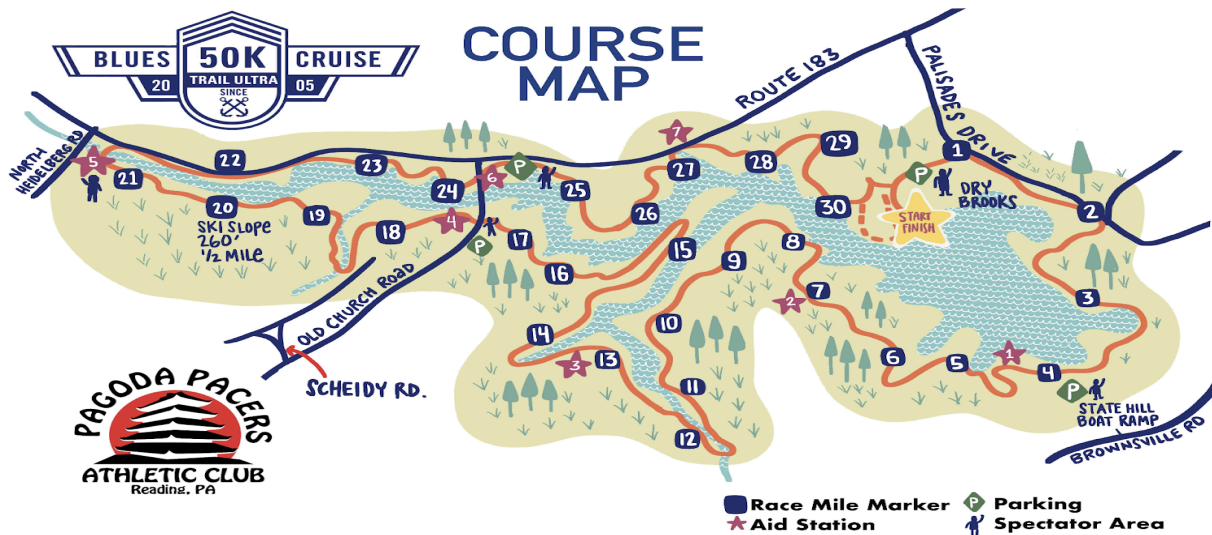 BLUES 50K CRUISE
TRAIL ULTRA
20 SINCE 05
COURSE
MAP
ROUTE 183
PALISADES DRIVE
NORTH
HEIDELBERG RD
5
21
22
20
SKI SLOPE
260'
1/2 MILE
19
23
18
24
6
P
4
P
17
16
25
26
7
27
28
29
30
15
14
3
13
12
11
10
9
8
2
7
6
5
1
4
3
2
1
P
DRY
BROOKS
START
FINISH
P
STATE HILL
BOAT RAMP
BROWNSVILLE RD
OLD CHURCH ROAD
SCHEIDY RD.
PAGODA PACERS
ATHLETIC CLUB
Reading, PA
Race Mile Marker
P Parking
Aid Station
Spectator Area